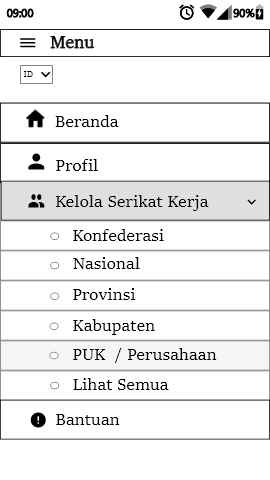 09:00 90%
Menu
ID
Beranda
Profil
Kelola Serikat Kerja
Konfederasi
Nasional
Provinsi
Kabupaten
PUK / Perusahaan
Lihat Semua
Bantuan